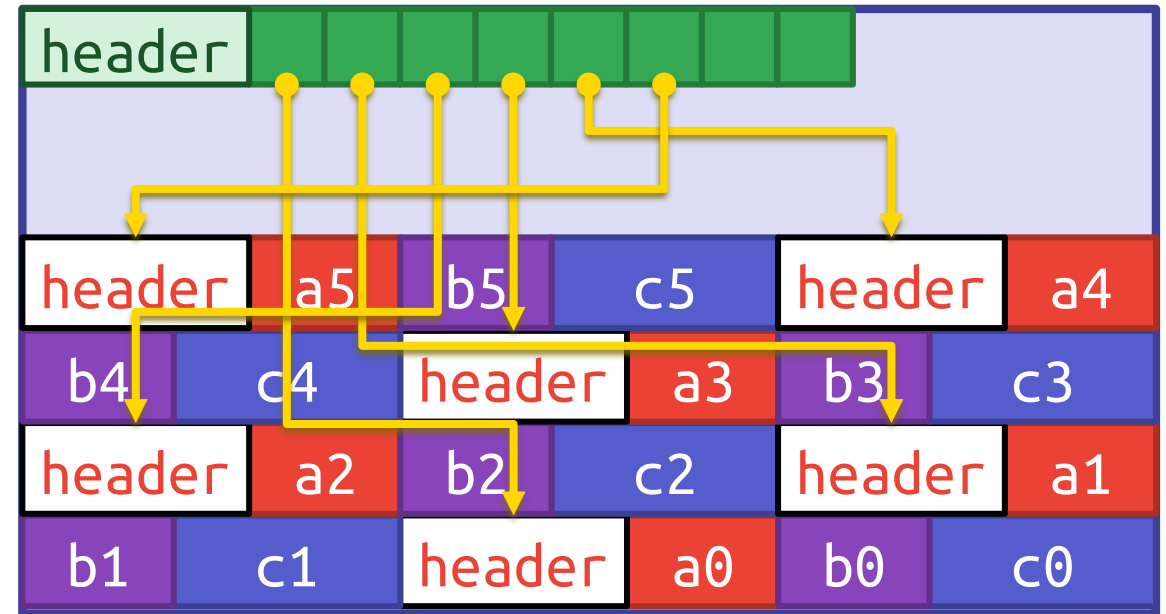 header
header a5 b5 c5 header a4
b4 c4 header a3 b3 c3
header a2 b2 c2 header a1
b1 c1 header a0 b0 c0